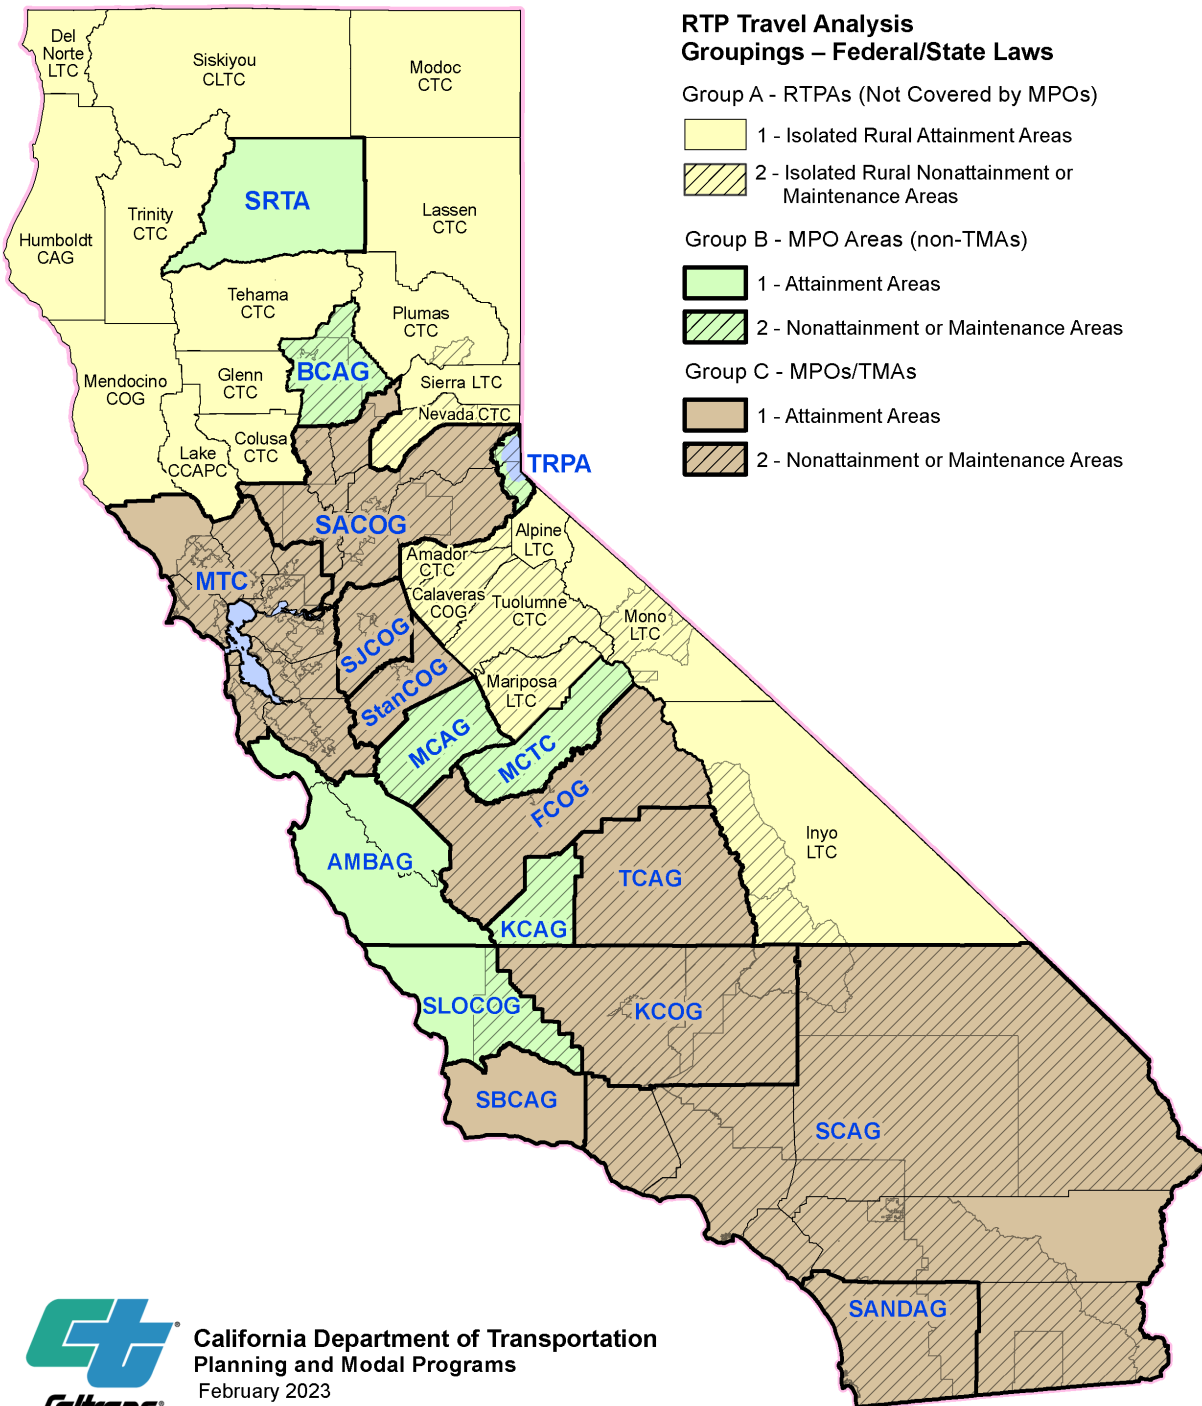 RTP Travel Analysis
Groupings – Federal/State Laws
Group A - RTPAs (Not Covered by MPOs)
1 - Isolated Rural Attainment Areas
2 - Isolated Rural Nonattainment or
Maintenance Areas
Group B - MPO Areas (non-TMAs)
1 - Attainment Areas
2 - Nonattainment or Maintenance Areas
Group C - MPOs/TMAs
1 - Attainment Areas
2 - Nonattainment or Maintenance Areas
Del
Norte
LTC
Siskiyou
CLTC
Modoc
CTC
SRTA
Trinity
CTC
Lassen
CTC
Humboldt
CAG
Tehama
CTC
Plumas
CTC
BCAG
Mendocino
COG
Glenn
CTC
Sierra LTC
Nevada CTC
Colusa
CTC
Lake
CCAPC
TRPA
SACOG
Alpine
LTC
Amador
CTC
MTC
Calaveras
COG
Tuolumne
CTC
Mono
LTC
SJCOG
StanCOG
Mariposa
LTC
MCAG
MCTC
FCOG
Inyo
LTC
AMBAG
TCAG
KCAG
SLOCOG
KCOG
SBCAG
SCAG
SANDAG
ct
Caltrans®
California Department of Transportation
Planning and Modal Programs
February 2023